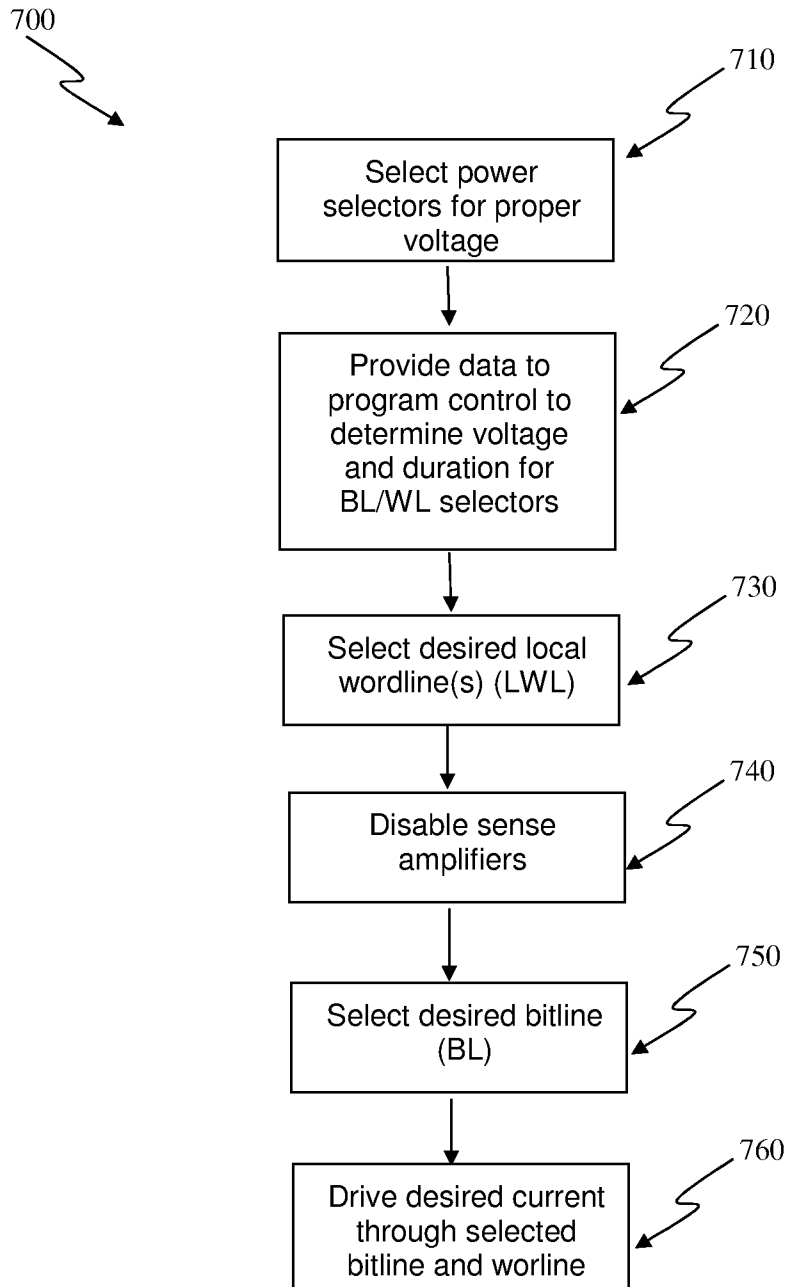 700
710
Select power
selectors for proper
voltage
720
Provide data to
program control to
determine voltage
and duration for
BL/WL selectors
730
Select desired local
wordline(s) (LWL)
740
Disable sense
amplifiers
750
Select desired bitline
(BL)
760
Drive desired current
through selected
bitline and worline